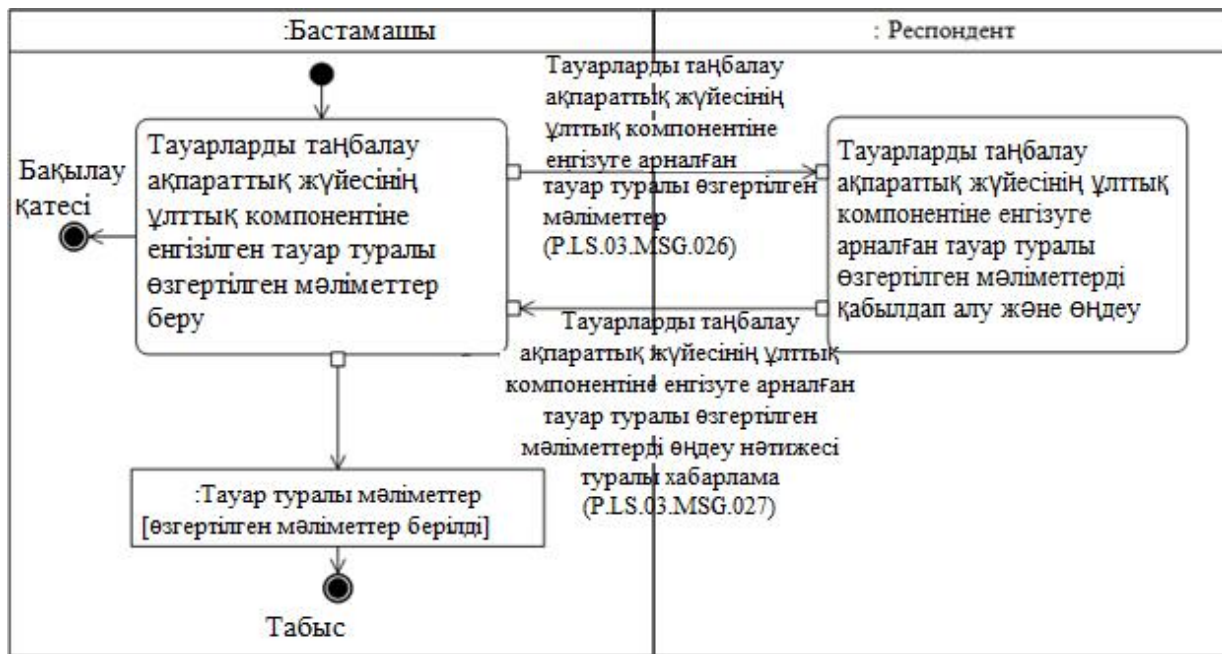 :Бастамашы
: Респондент
Тауарларды таңбалау
ақпараттық жүйесінің
ұлттық компонентіне
енгізуге арналған
тауар туралы өзгертілген
мәліметтер
(P.LS.03.MSG.026)
Бақылау
қатесі
Тауарларды таңбалау
ақпараттық жүйесінің
ұлттық компонентіне
енгізілген тауар туралы
өзгертілген мәліметтер
беру
Тауарларды таңбалау
ақпараттық жүйесінің ұлттық
компонентіне енгізуге
арналған тауар туралы
өзгертілген мәліметтерді
қабылдап алу және өңдеу
Тауарларды таңбалау
ақпараттық жүйесінің ұлттық
компонентіне енгізуге арналған
тауар туралы өзгертілген
мәліметтерді өңдеу нәтижесі
туралы хабарлама
(P.LS.03.MSG.027)
:Тауар туралы мәліметтер
[өзгертілген мәліметтер берілді]
Табыс